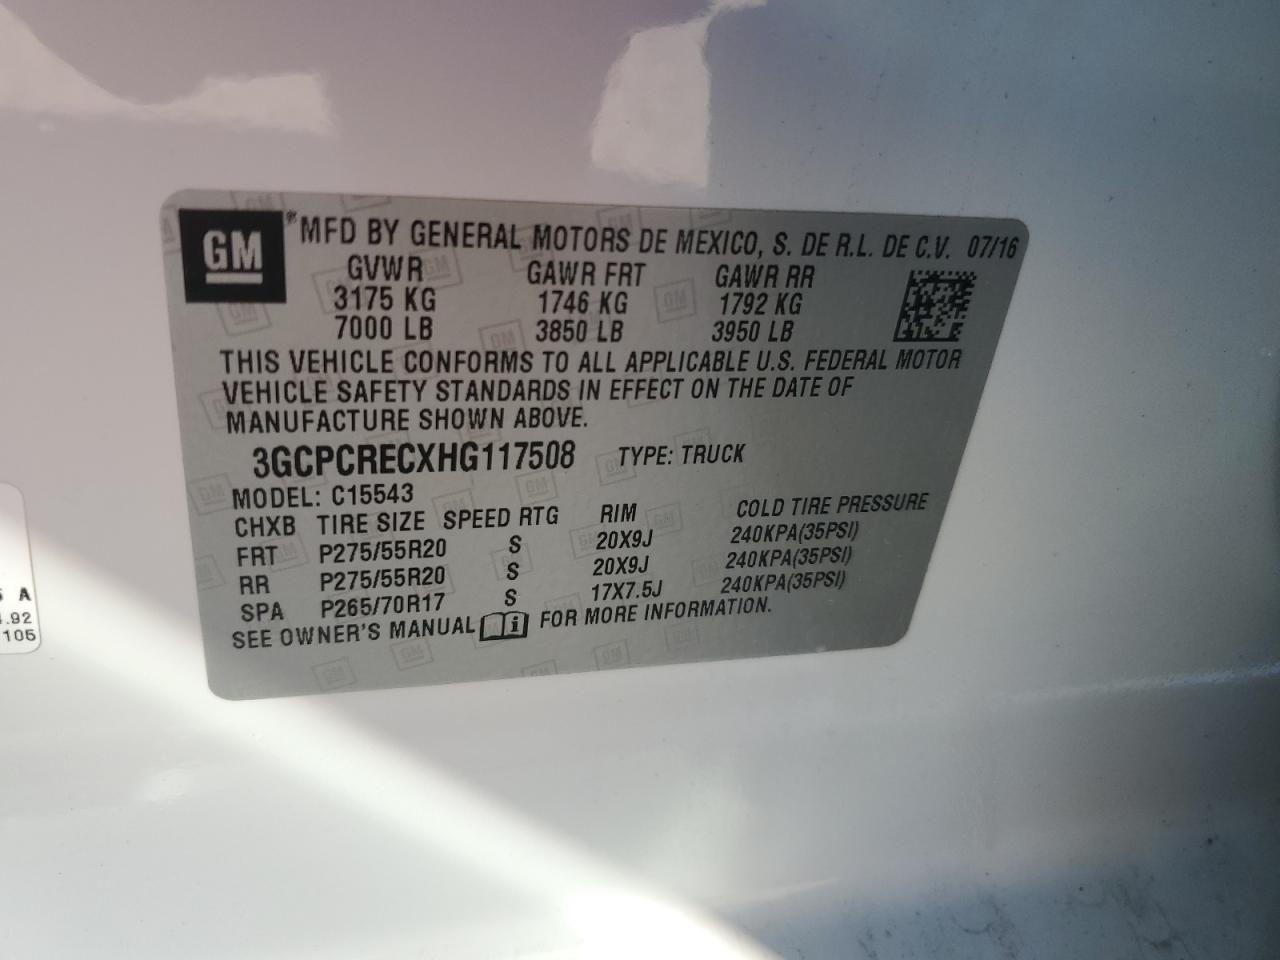 GM
® MFD BY GENERAL MOTORS DE MEXICO, S. DE R.L. DE C.V. 07/16
GVWR GAWR FRT GAWR RR
3175 KG 1746 KG 1792 KG
7000 LB 3850 LB 3950 LB
THIS VEHICLE CONFORMS TO ALL APPLICABLE U.S. FEDERAL MOTOR
VEHICLE SAFETY STANDARDS IN EFFECT ON THE DATE OF
MANUFACTURE SHOWN ABOVE.
3GCPCRECXHG117508 TYPE: TRUCK
MODEL: C15543
CHXB TIRE SIZE SPEED RTG RIM COLD TIRE PRESSURE
FRT P275/55R20 S 20X9J 240KPA(35PSI)
RR P275/55R20 S 20X9J 240KPA(35PSI)
SPA P265/70R17 S 17X7.5J 240KPA(35PSI)
SEE OWNER'S MANUAL i FOR MORE INFORMATION.
A
.92
105